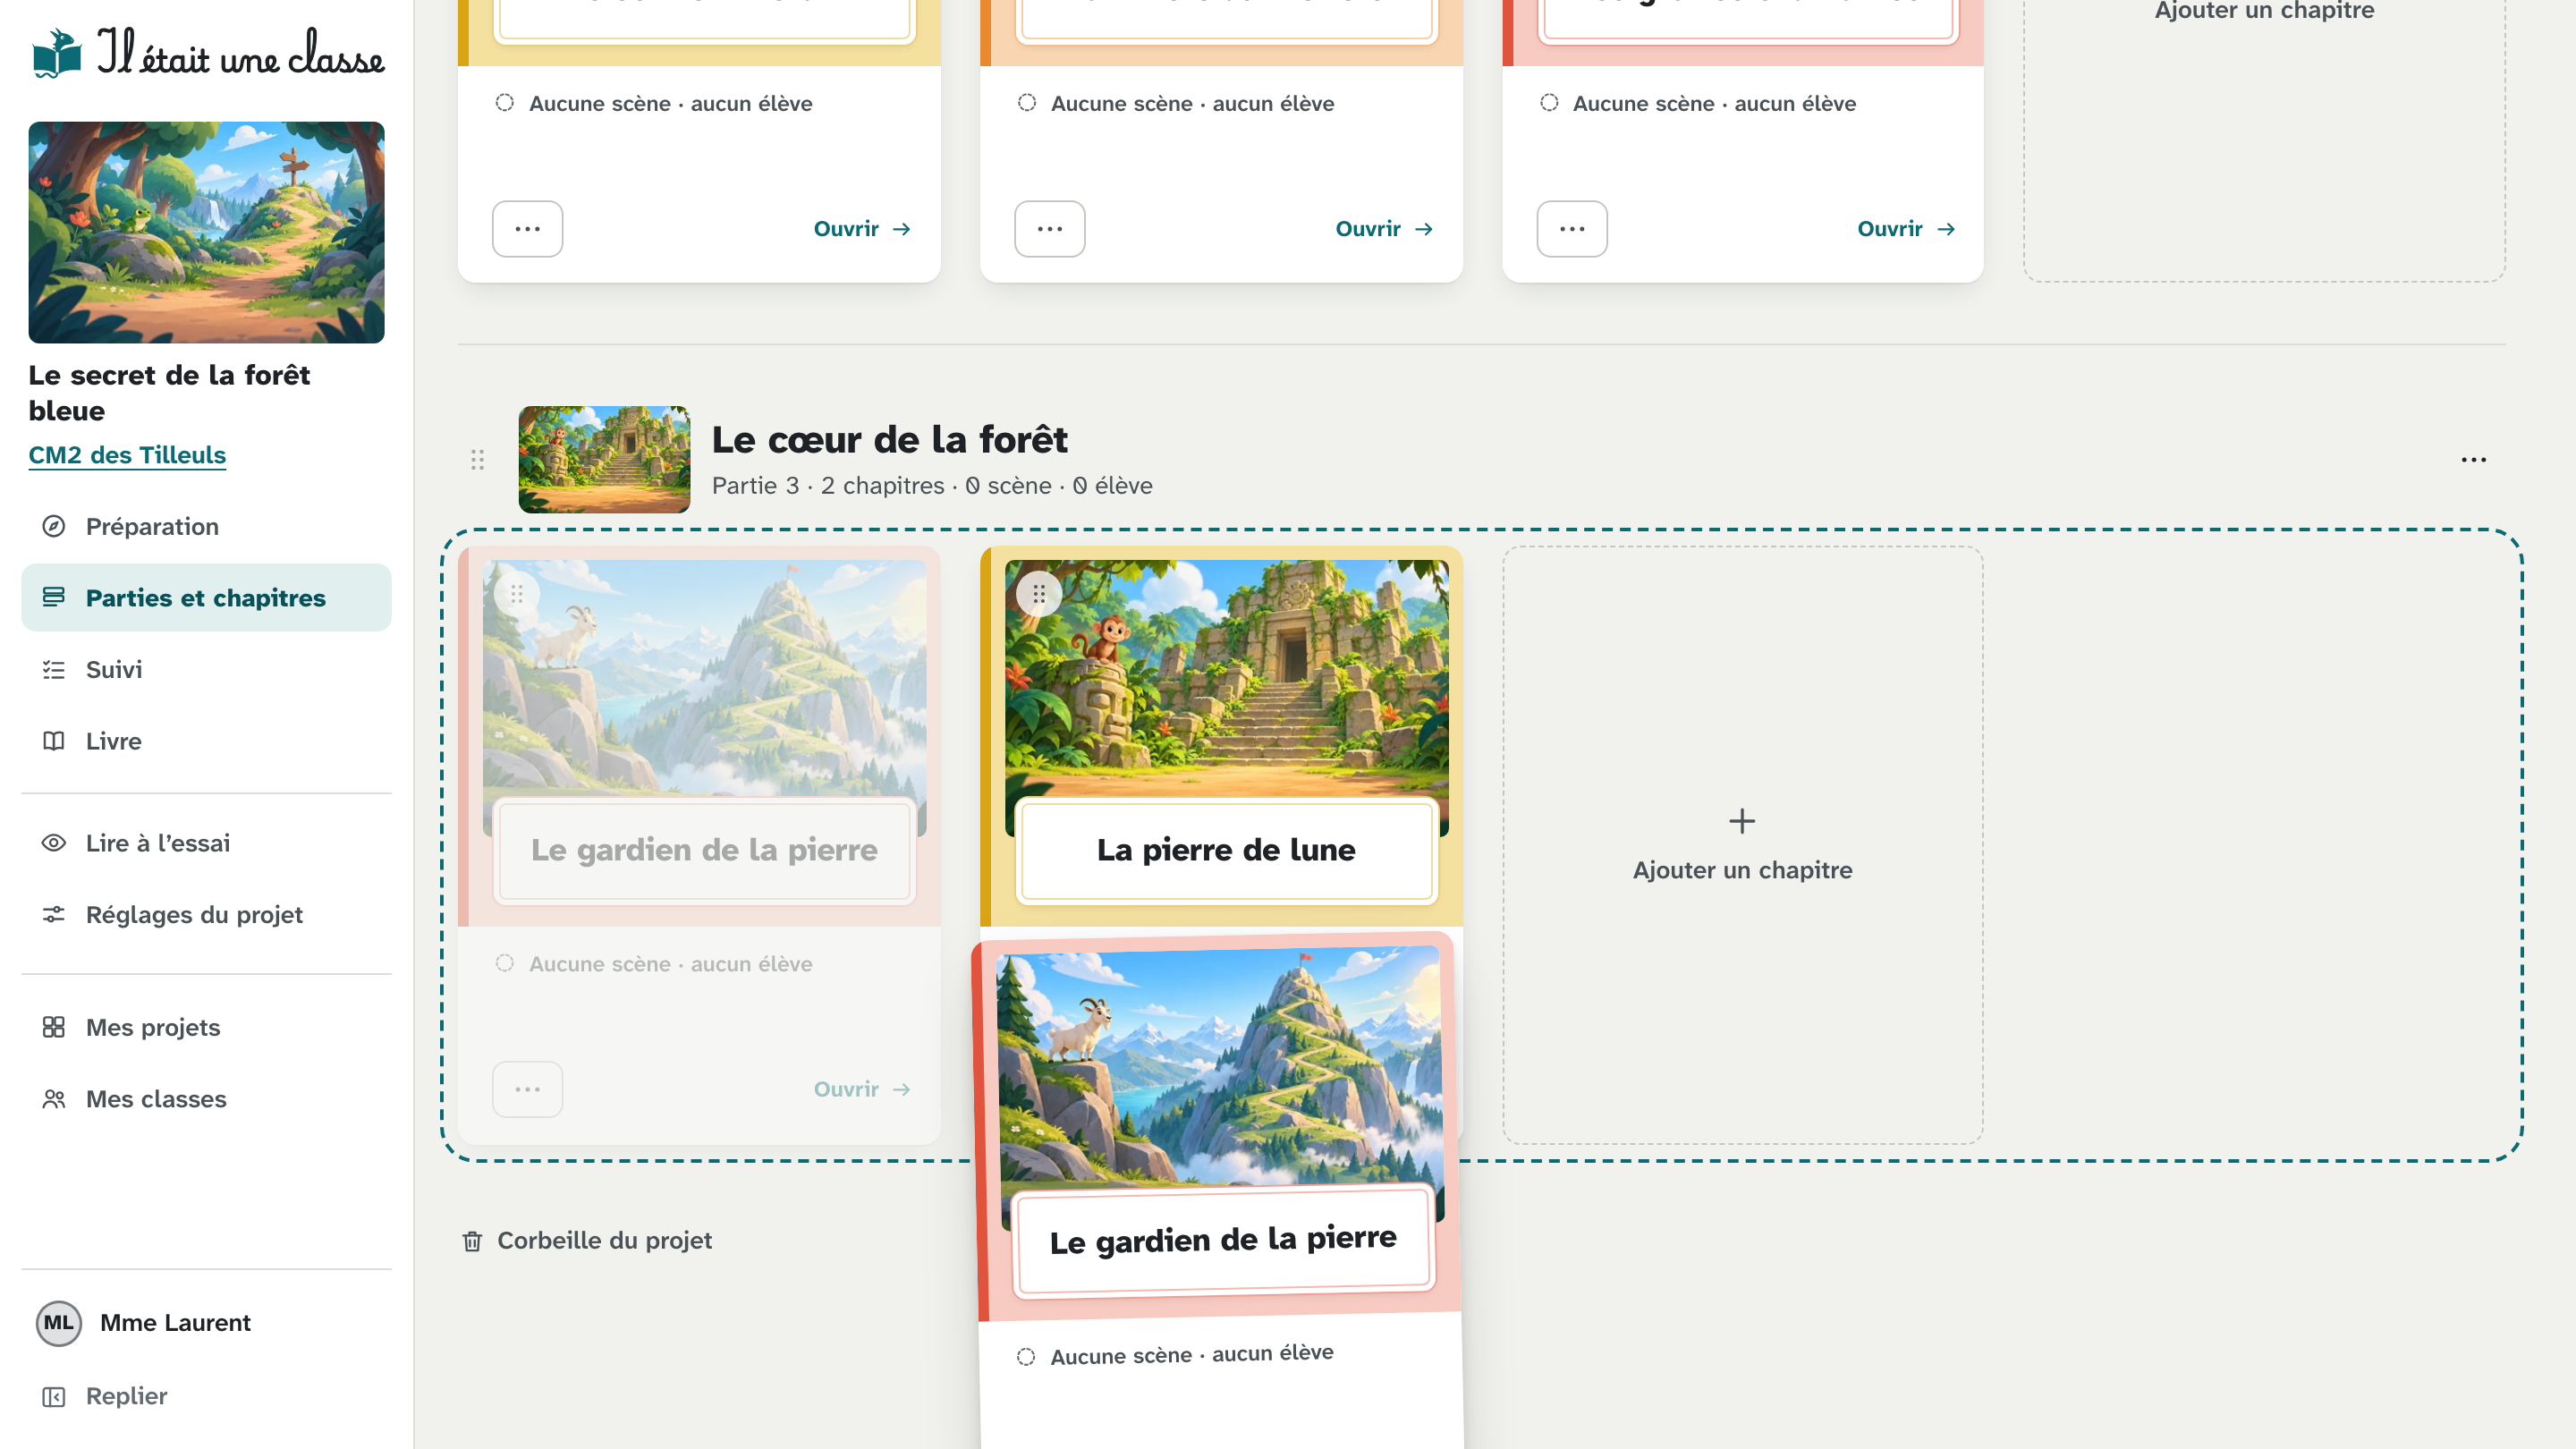 Il était une classe
Le secret de la forêt
bleue
CM2 des Tilleuls
Préparation
Parties et chapitres
Suivi
Livre
Lire à l’essai
Réglages du projet
Mes projets
Mes classes
ML
Mme Laurent
Replier
Ajouter un chapitre
Aucune scène · aucun élève
Aucune scène · aucun élève
Aucune scène · aucun élève
Ouvrir →
Ouvrir →
Ouvrir →
Le cœur de la forêt
Partie 3 · 2 chapitres · 0 scène · 0 élève
Le gardien de la pierre
La pierre de lune
Ajouter un chapitre
Aucune scène · aucun élève
Ouvrir →
Le gardien de la pierre
Aucune scène · aucun élève
Corbeille du projet